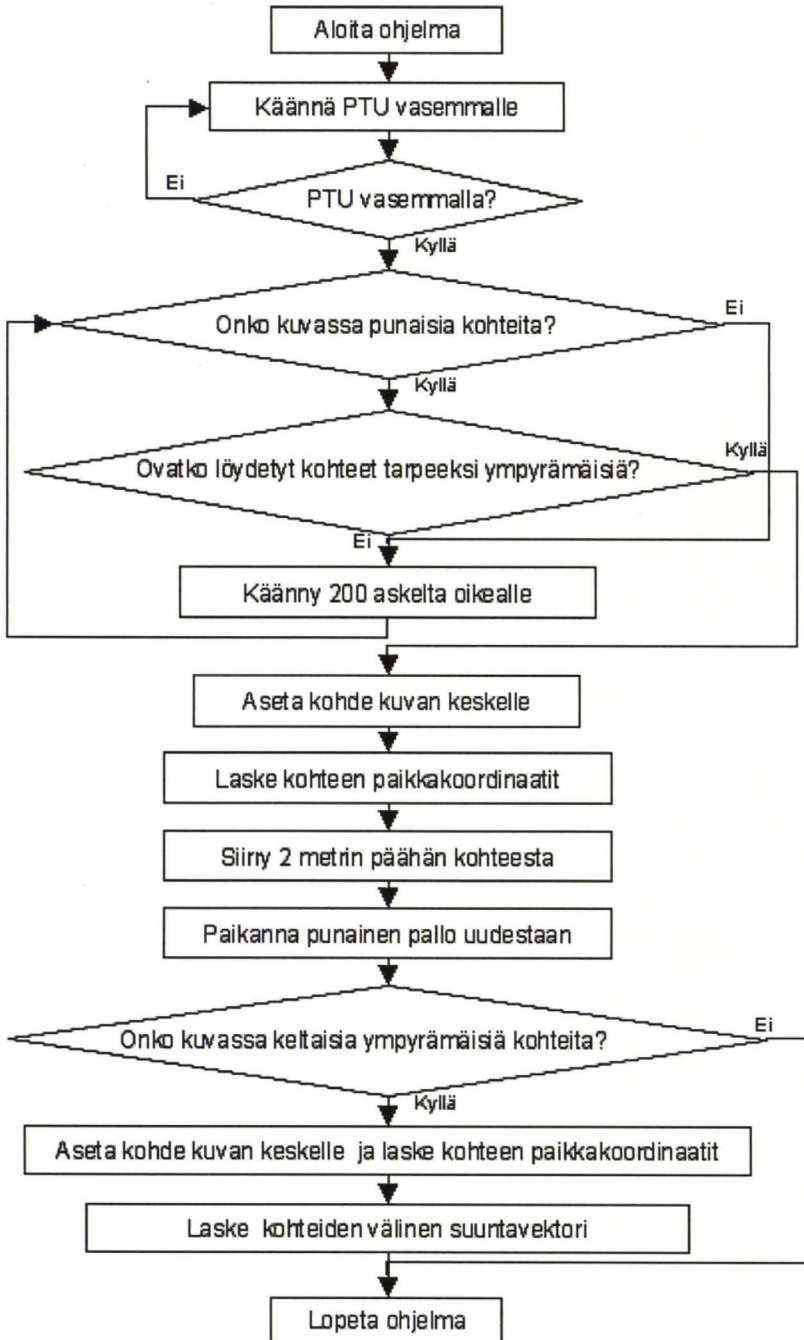 Aloita ohjelma
Käännä PTU vasemmalle
Ei
PTU vasemmalla?
Kyllä
Ei
Onko kuvassa punaisia kohteita?
Kyllä
Kyllä
Ovatko löydetyt kohteet tarpeeksi ympyrämäisiä?
Ei
Käänny 200 askelta oikealle
Aseta kohde kuvan keskelle
Laske kohteen paikkakoordinaatit
Siirry 2 metrin päähän kohteesta
Paikanna punainen pallo uudestaan
Ei
Onko kuvassa keltaisia ympyrämäisiä kohteita?
Kyllä
Aseta kohde kuvan keskelle ja laske kohteen paikkakoordinaatit
Laske kohteiden välinen suuntavektori
Lopeta ohjelma